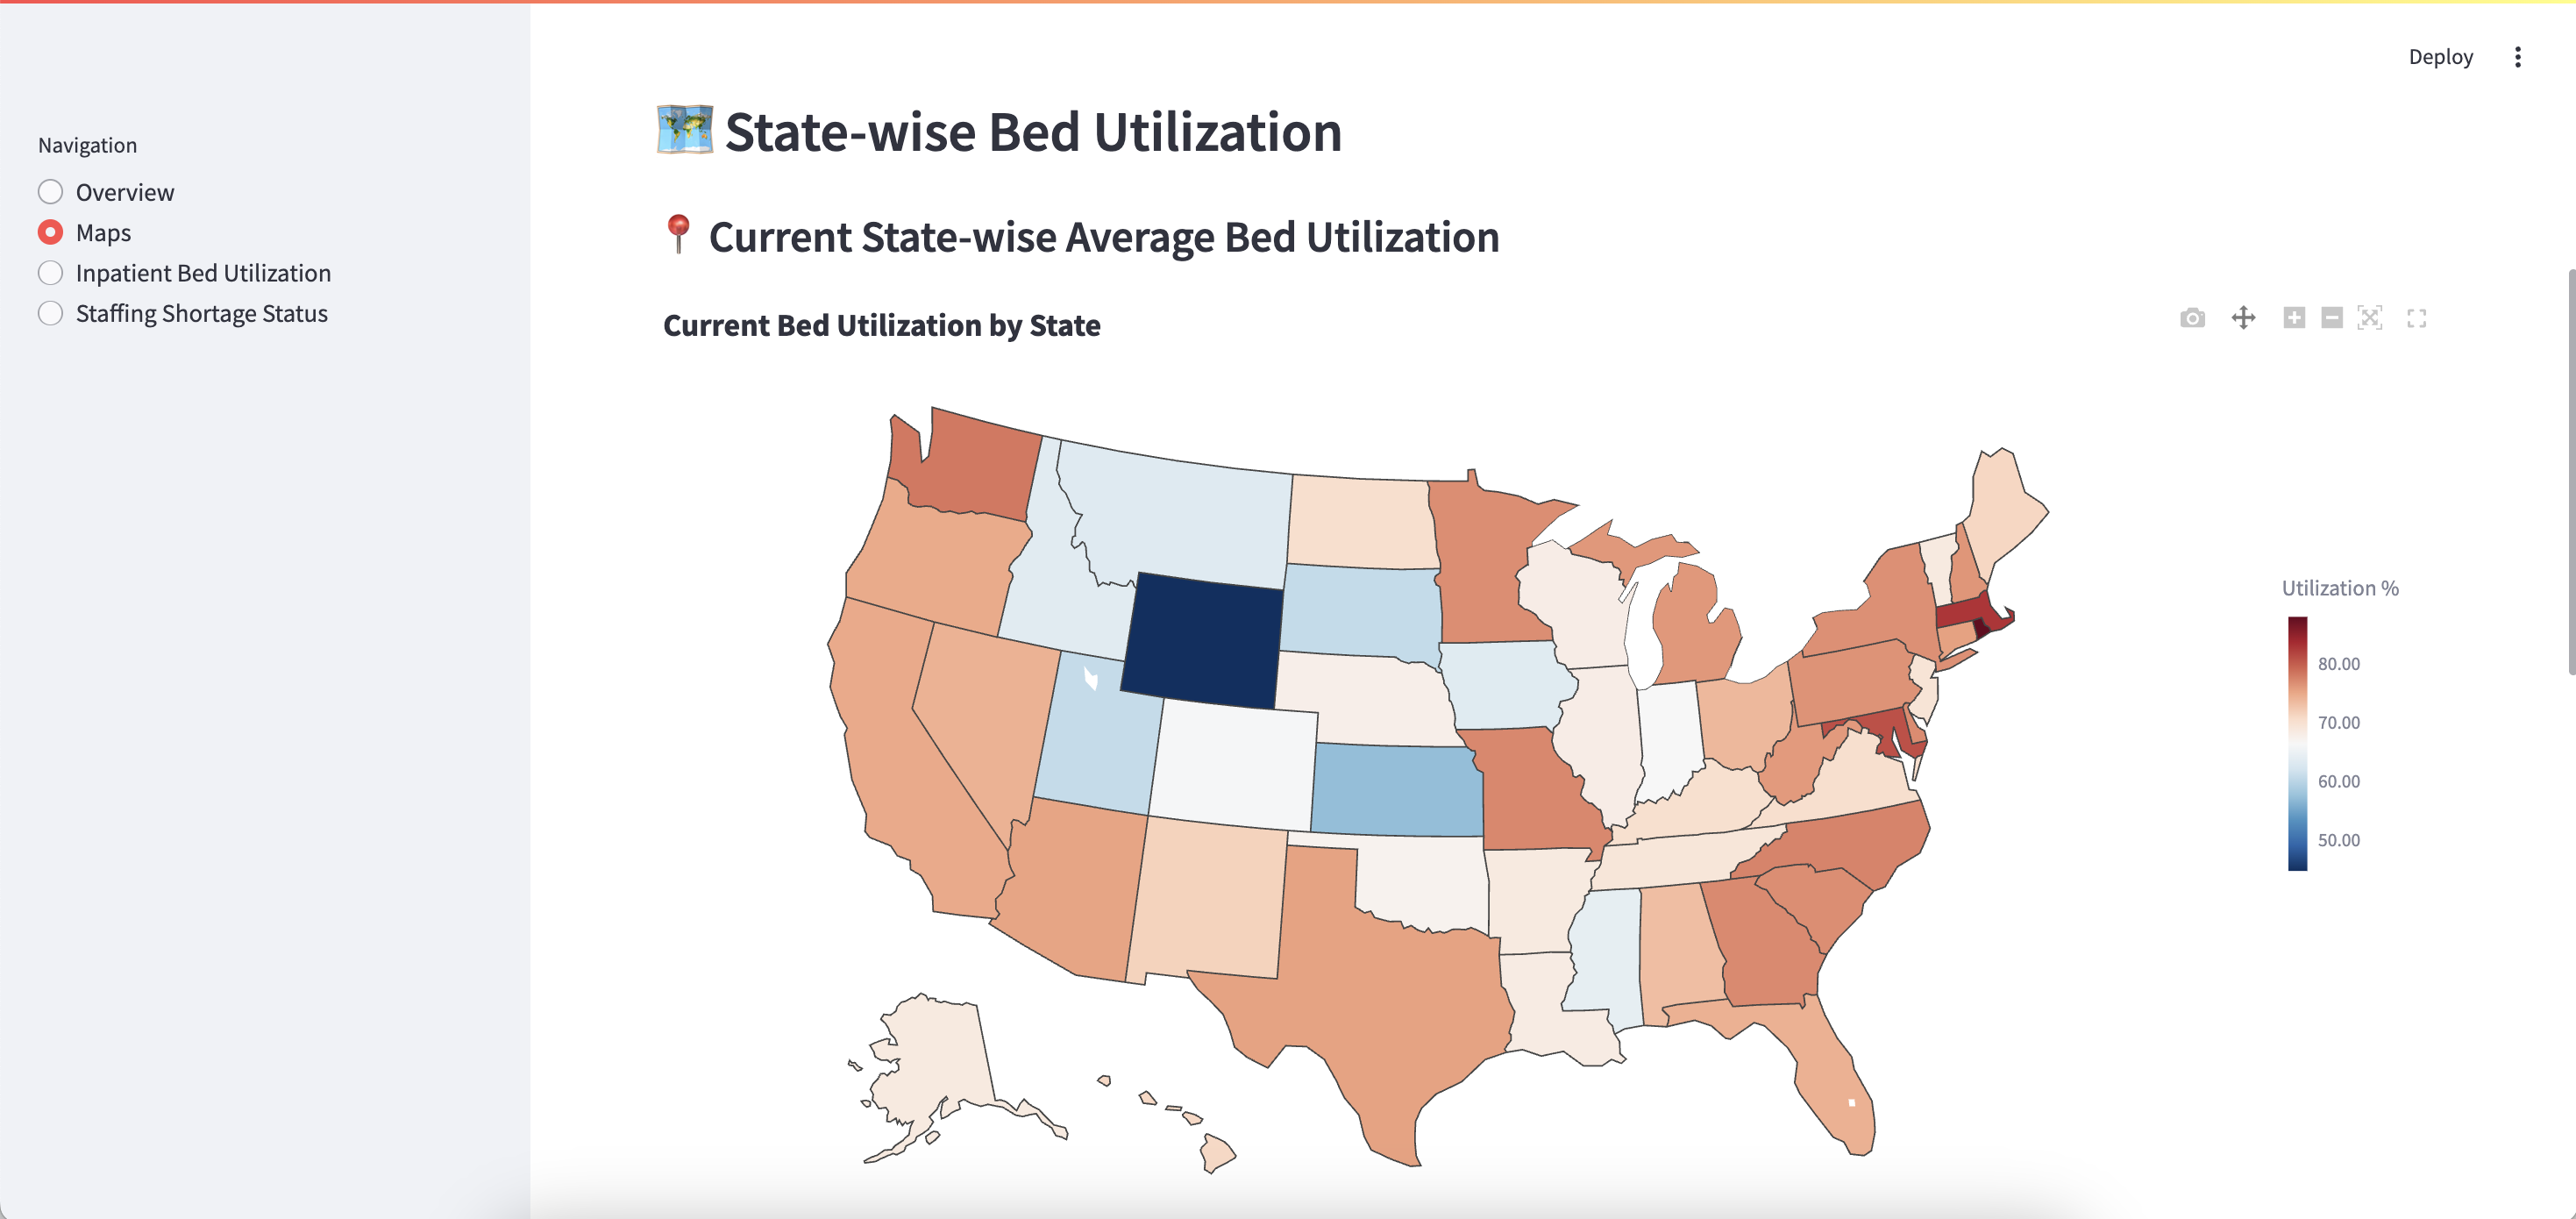 Deploy
Navigation
Overview
Maps
Inpatient Bed Utilization
Staffing Shortage Status
State-wise Bed Utilization
Current State-wise Average Bed Utilization
Current Bed Utilization by State
Utilization %
80.00
70.00
60.00
50.00